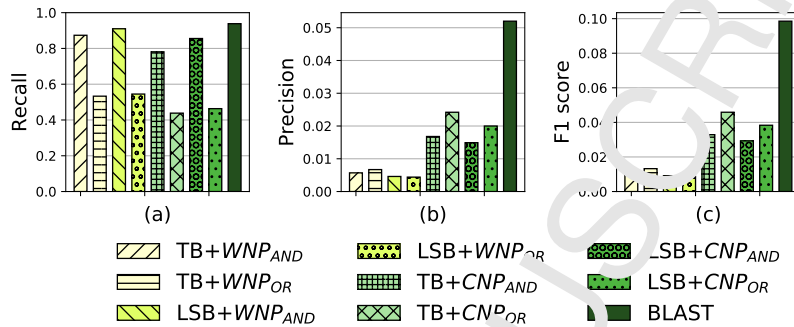 1.0
0.8
0.6
0.4
0.2
0.0
Recall
(a)
0.05
0.04
0.03
0.02
0.01
0.00
Precision
(b)
0.10
0.08
0.06
0.04
0.02
0.00
F1 score
(c)
TB+WNP_AND
LSB+WNP_OR
LSB+CNP_AND
TB+WNP_OR
TB+CNP_AND
LSB+CNP_OR
LSB+WNP_AND
TB+CNP_OR
BLAST